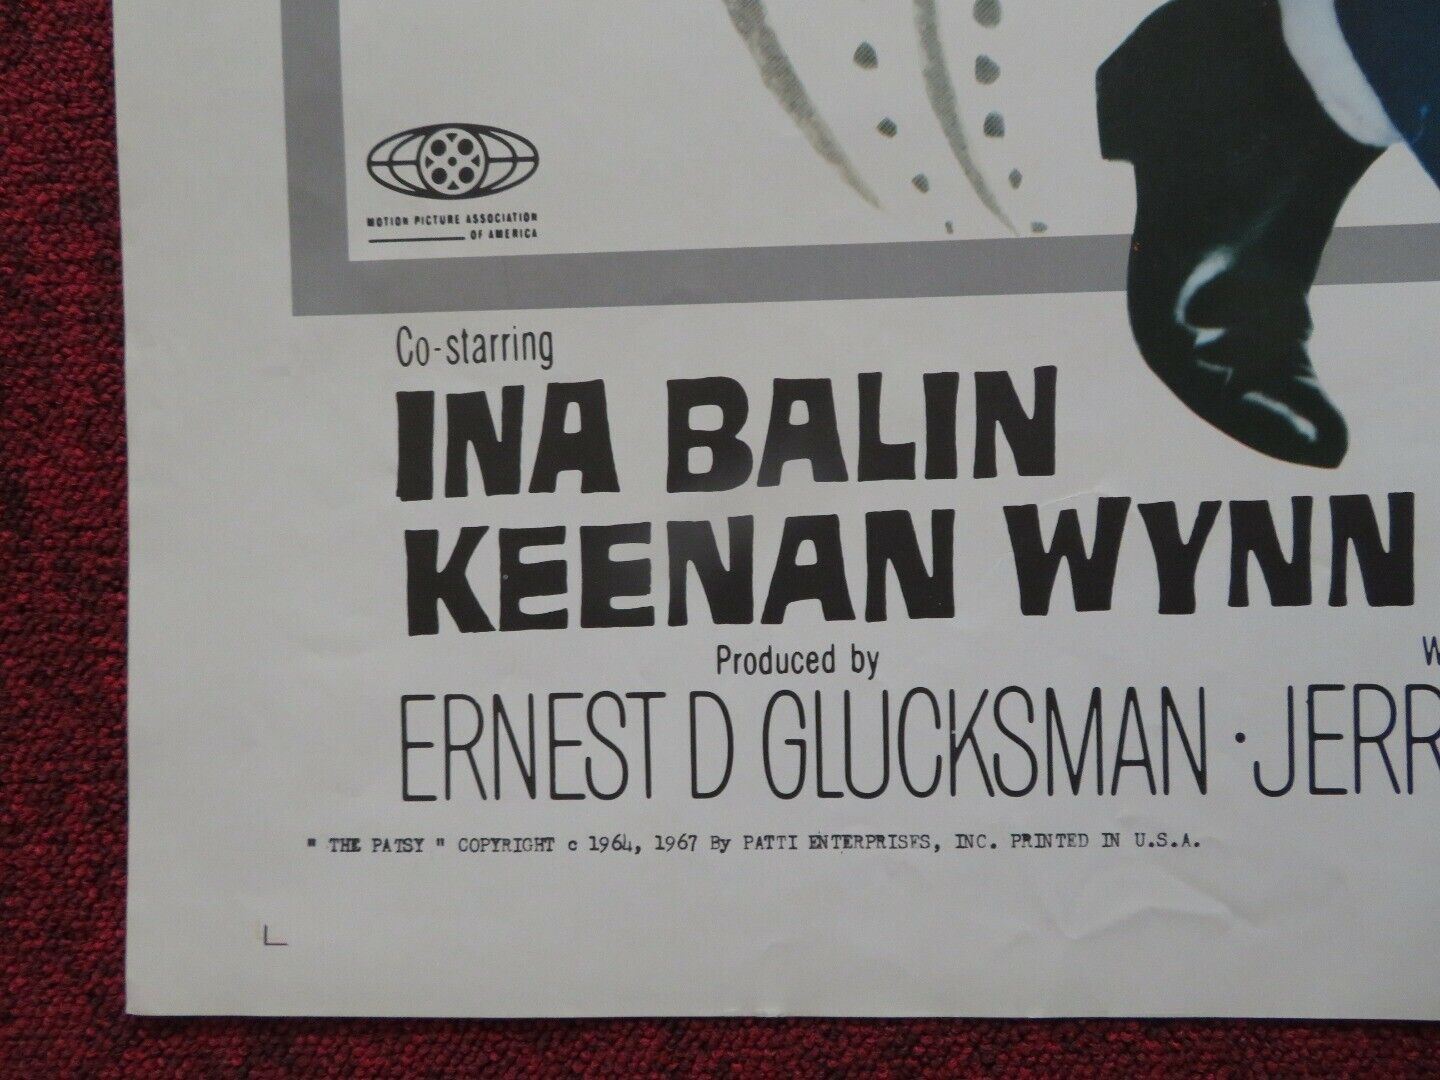 MOTION PICTURE ASSOCIATION
OF AMERICA
Co-starring
INA BALIN
KEENAN WYNN
Produced by
ERNEST D GLUCKSMAN · JERR
" THE PATSY " COPYRIGHT c 1964, 1967 By PATTI ENTERPRISES, INC. PRINTED IN U.S.A.